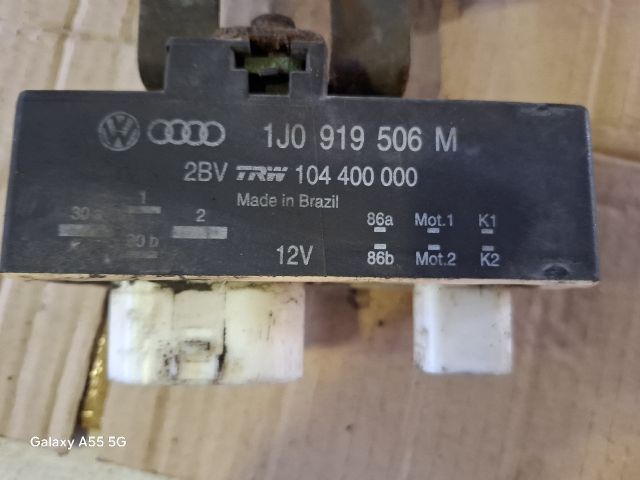 1J0 919 506 M
2BV TRW 104 400 000
Made in Brazil
1
30 2
30 b
86a Mot.1 K1
12V 86b Mot.2 K2
Galaxy A55 5G